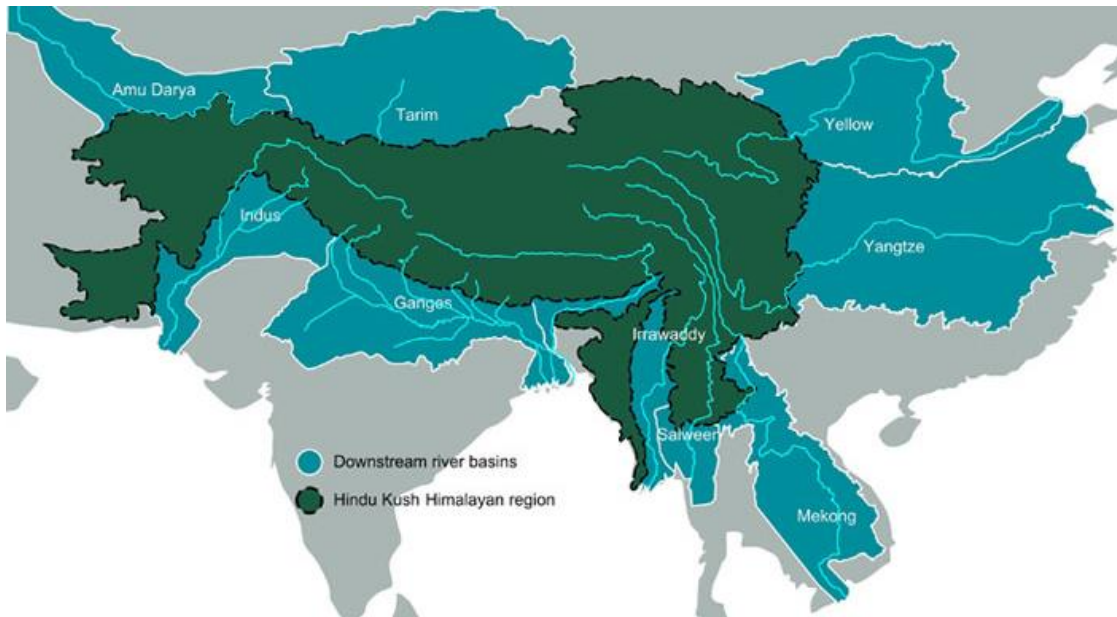 Amu Darya
Tarim
Yellow
Indus
Yangtze
Ganges
Irrawaddy
Salween
Downstream river basins
Hindu Kush Himalayan region
Mekong